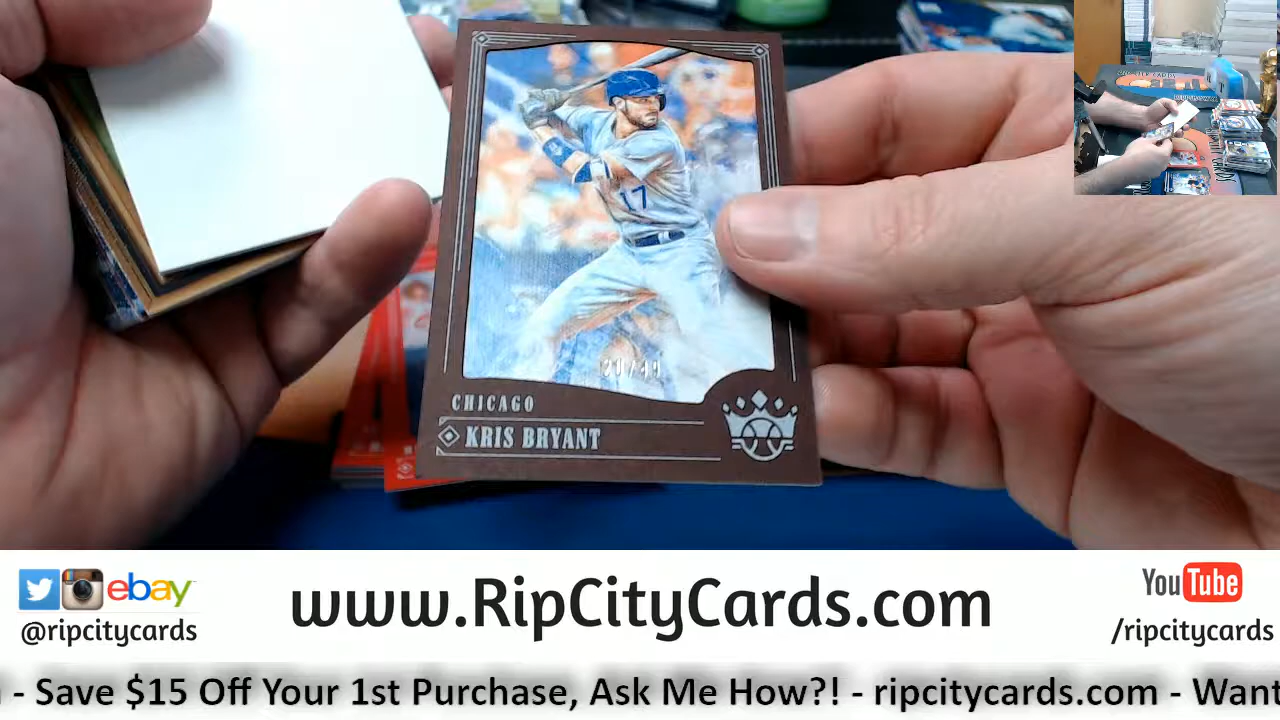 17
CHICAGO
KRIS BRYANT
ebay
@ripcitycards
www.RipCityCards.com
YouTube
/ripcitycards
- Save $15 Off Your 1st Purchase, Ask Me How?! - ripcitycards.com - Want